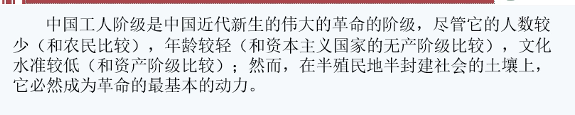 中国工人阶级是中国近代新生的伟大的革命的阶级，尽管它的人数较
少（和农民比较），年龄较轻（和资本主义国家的无产阶级比较），文化
水准较低（和资产阶级比较）；然而，在半殖民地半封建社会的土壤上，
它必然成为革命的最基本的动力。